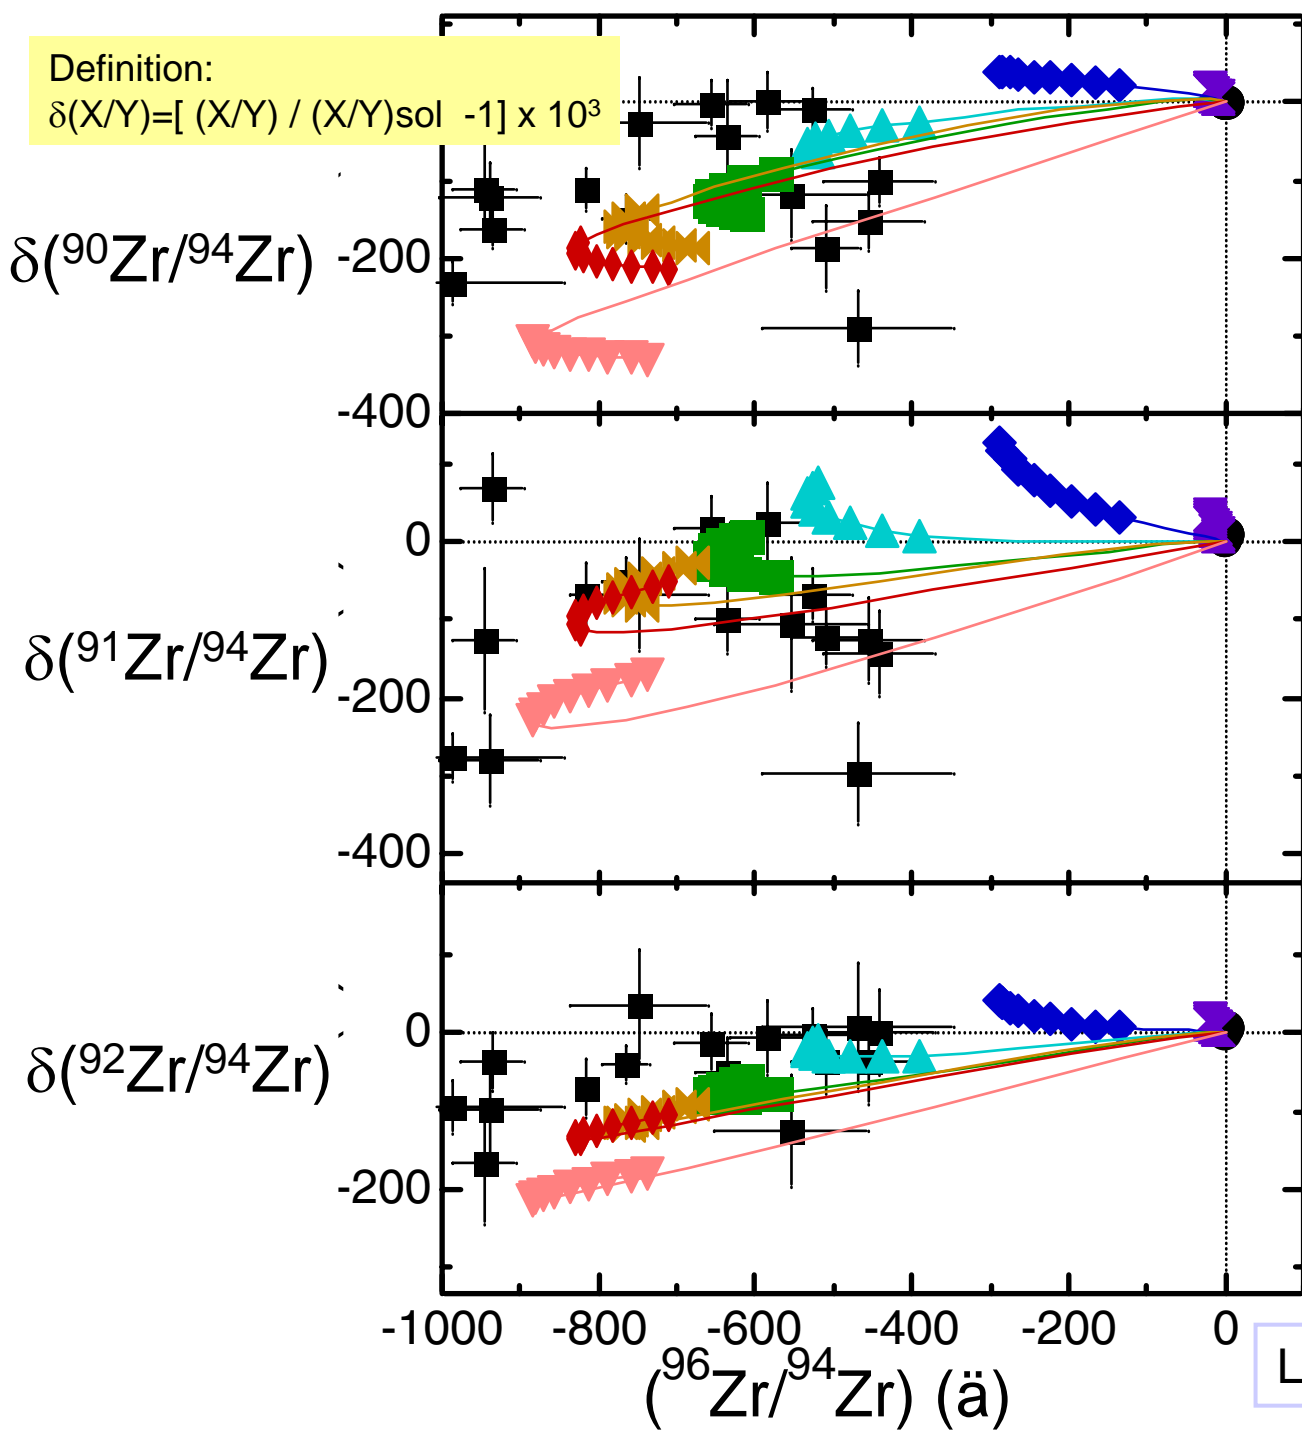 Definition:
δ(X/Y)=[ (X/Y) / (X/Y)sol -1] x 10³
δ(⁹⁰Zr/⁹⁴Zr)
-200
-400
δ(⁹¹Zr/⁹⁴Zr)
0
-200
-400
δ(⁹²Zr/⁹⁴Zr)
0
-200
-1000 -800 -600 -400 -200 0
(⁹⁶Zr/⁹⁴Zr) (ä)
L